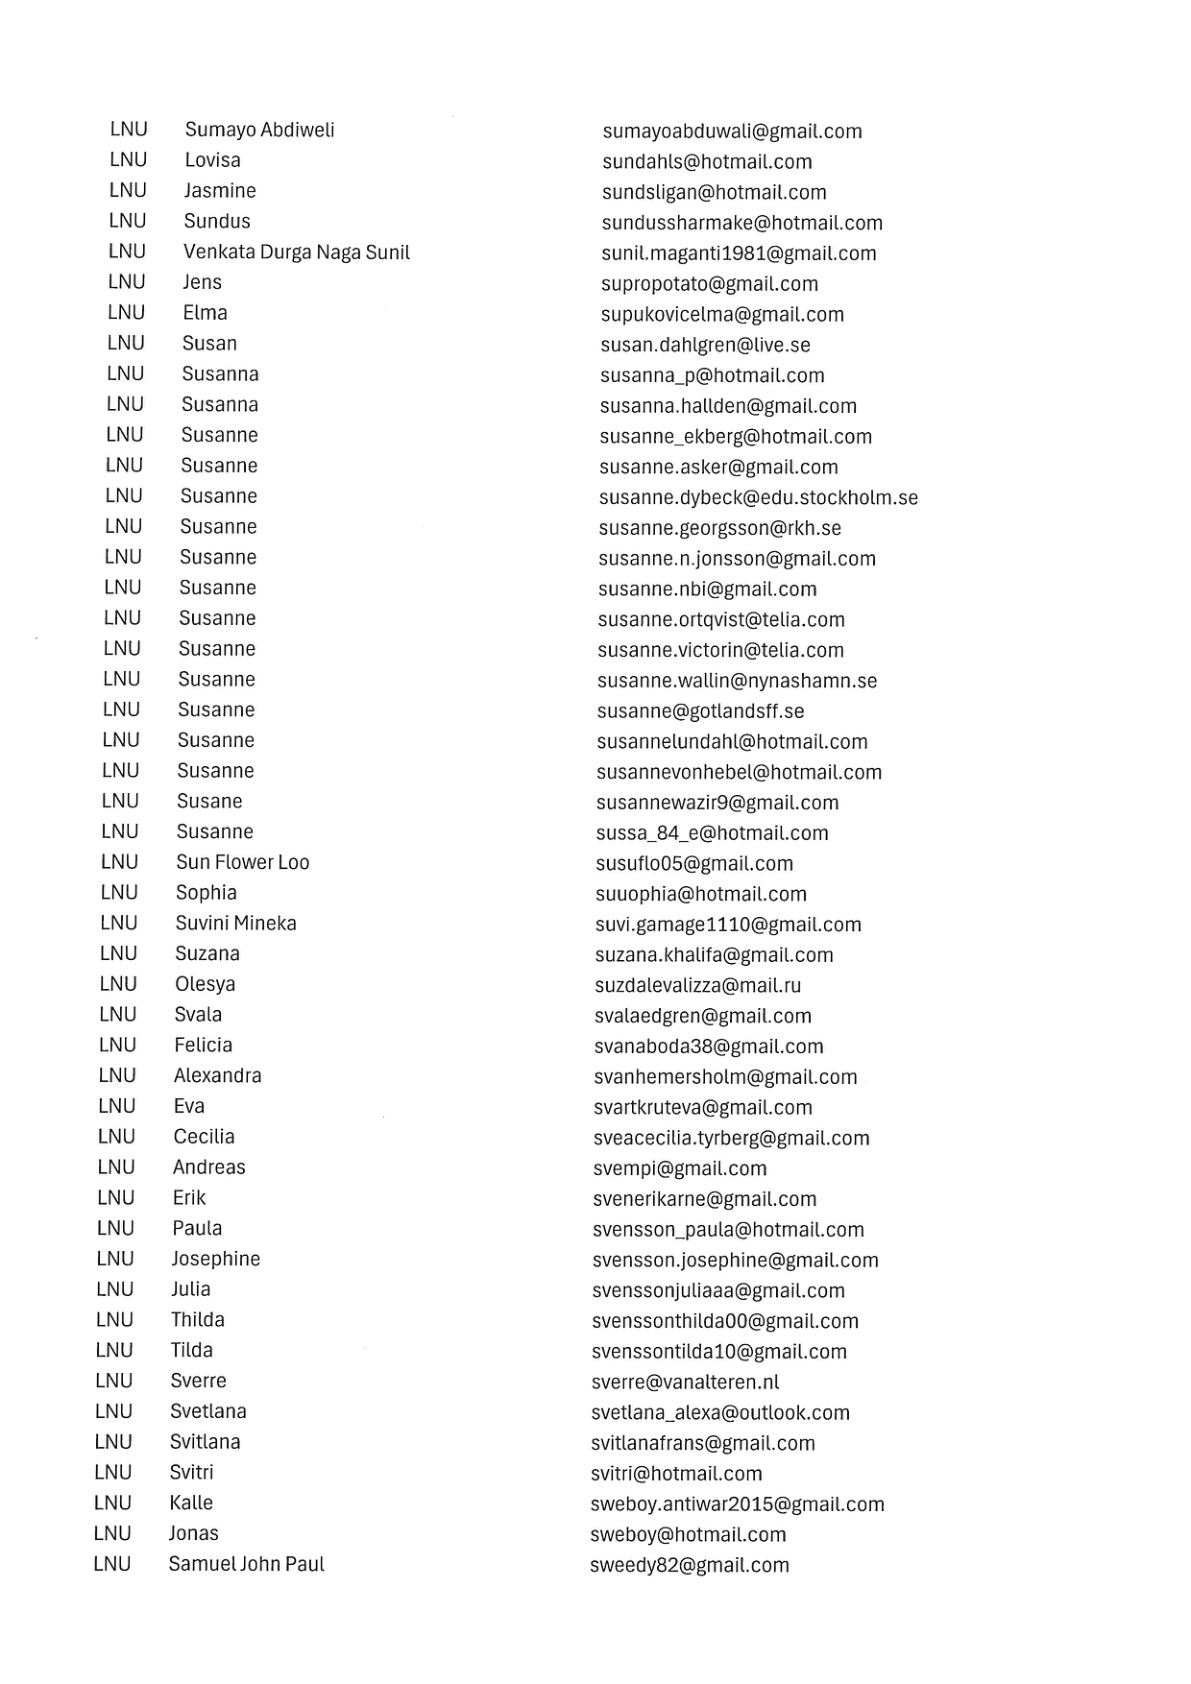 LNU Sumayo Abdiweli sumayoabduwali@gmail.com
LNU Lovisa sundahls@hotmail.com
LNU Jasmine sundsligan@hotmail.com
LNU Sundus sundussharmake@hotmail.com
LNU Venkata Durga Naga Sunil sunil.maganti1981@gmail.com
LNU Jens supropotato@gmail.com
LNU Elma supukovicelma@gmail.com
LNU Susan susan.dahlgren@live.se
LNU Susanna susanna_p@hotmail.com
LNU Susanna susanna.hallden@gmail.com
LNU Susanne susanne_ekberg@hotmail.com
LNU Susanne susanne.asker@gmail.com
LNU Susanne susanne.dybeck@edu.stockholm.se
LNU Susanne susanne.georgsson@rkh.se
LNU Susanne susanne.n.jonsson@gmail.com
LNU Susanne susanne.nbi@gmail.com
LNU Susanne susanne.ortqvist@telia.com
LNU Susanne susanne.victorin@telia.com
LNU Susanne susanne.wallin@nynashamn.se
LNU Susanne susanne@gotlandsff.se
LNU Susanne susannelundahl@hotmail.com
LNU Susanne susannevonhebel@hotmail.com
LNU Susane susannewazir9@gmail.com
LNU Susanne sussa_84_e@hotmail.com
LNU Sun Flower Loo susuflo05@gmail.com
LNU Sophia suuophia@hotmail.com
LNU Suvini Mineka suvi.gamage1110@gmail.com
LNU Suzana suzana.khalifa@gmail.com
LNU Olesya suzdalevalizza@mail.ru
LNU Svala svalaedgren@gmail.com
LNU Felicia svanaboda38@gmail.com
LNU Alexandra svanhemersholm@gmail.com
LNU Eva svartkruteva@gmail.com
LNU Cecilia sveacecilia.tyrberg@gmail.com
LNU Andreas svempi@gmail.com
LNU Erik svenerikarne@gmail.com
LNU Paula svensson_paula@hotmail.com
LNU Josephine svensson.josephine@gmail.com
LNU Julia svenssonjuliaaa@gmail.com
LNU Thilda svenssonthilda00@gmail.com
LNU Tilda svenssontilda10@gmail.com
LNU Sverre sverre@vanalteren.nl
LNU Svetlana svetlana_alexa@outlook.com
LNU Svitlana svitlanafrans@gmail.com
LNU Svitri svitri@hotmail.com
LNU Kalle sweboy.antiwar2015@gmail.com
LNU Jonas sweboy@hotmail.com
LNU Samuel John Paul sweedy82@gmail.com